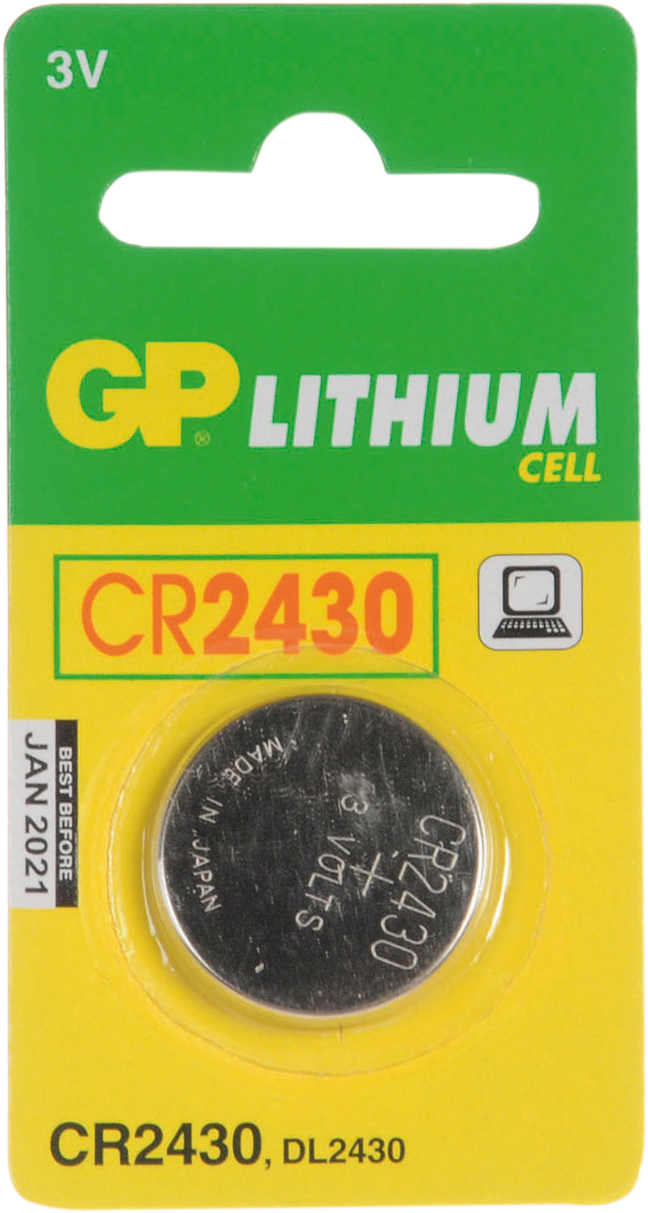 3V
GP® LITHIUM
CELL
CR2430
BEST BEFORE
JAN 2021
MADE IN JAPAN
3 VOLTS
+
CR2430
CR2430, DL2430